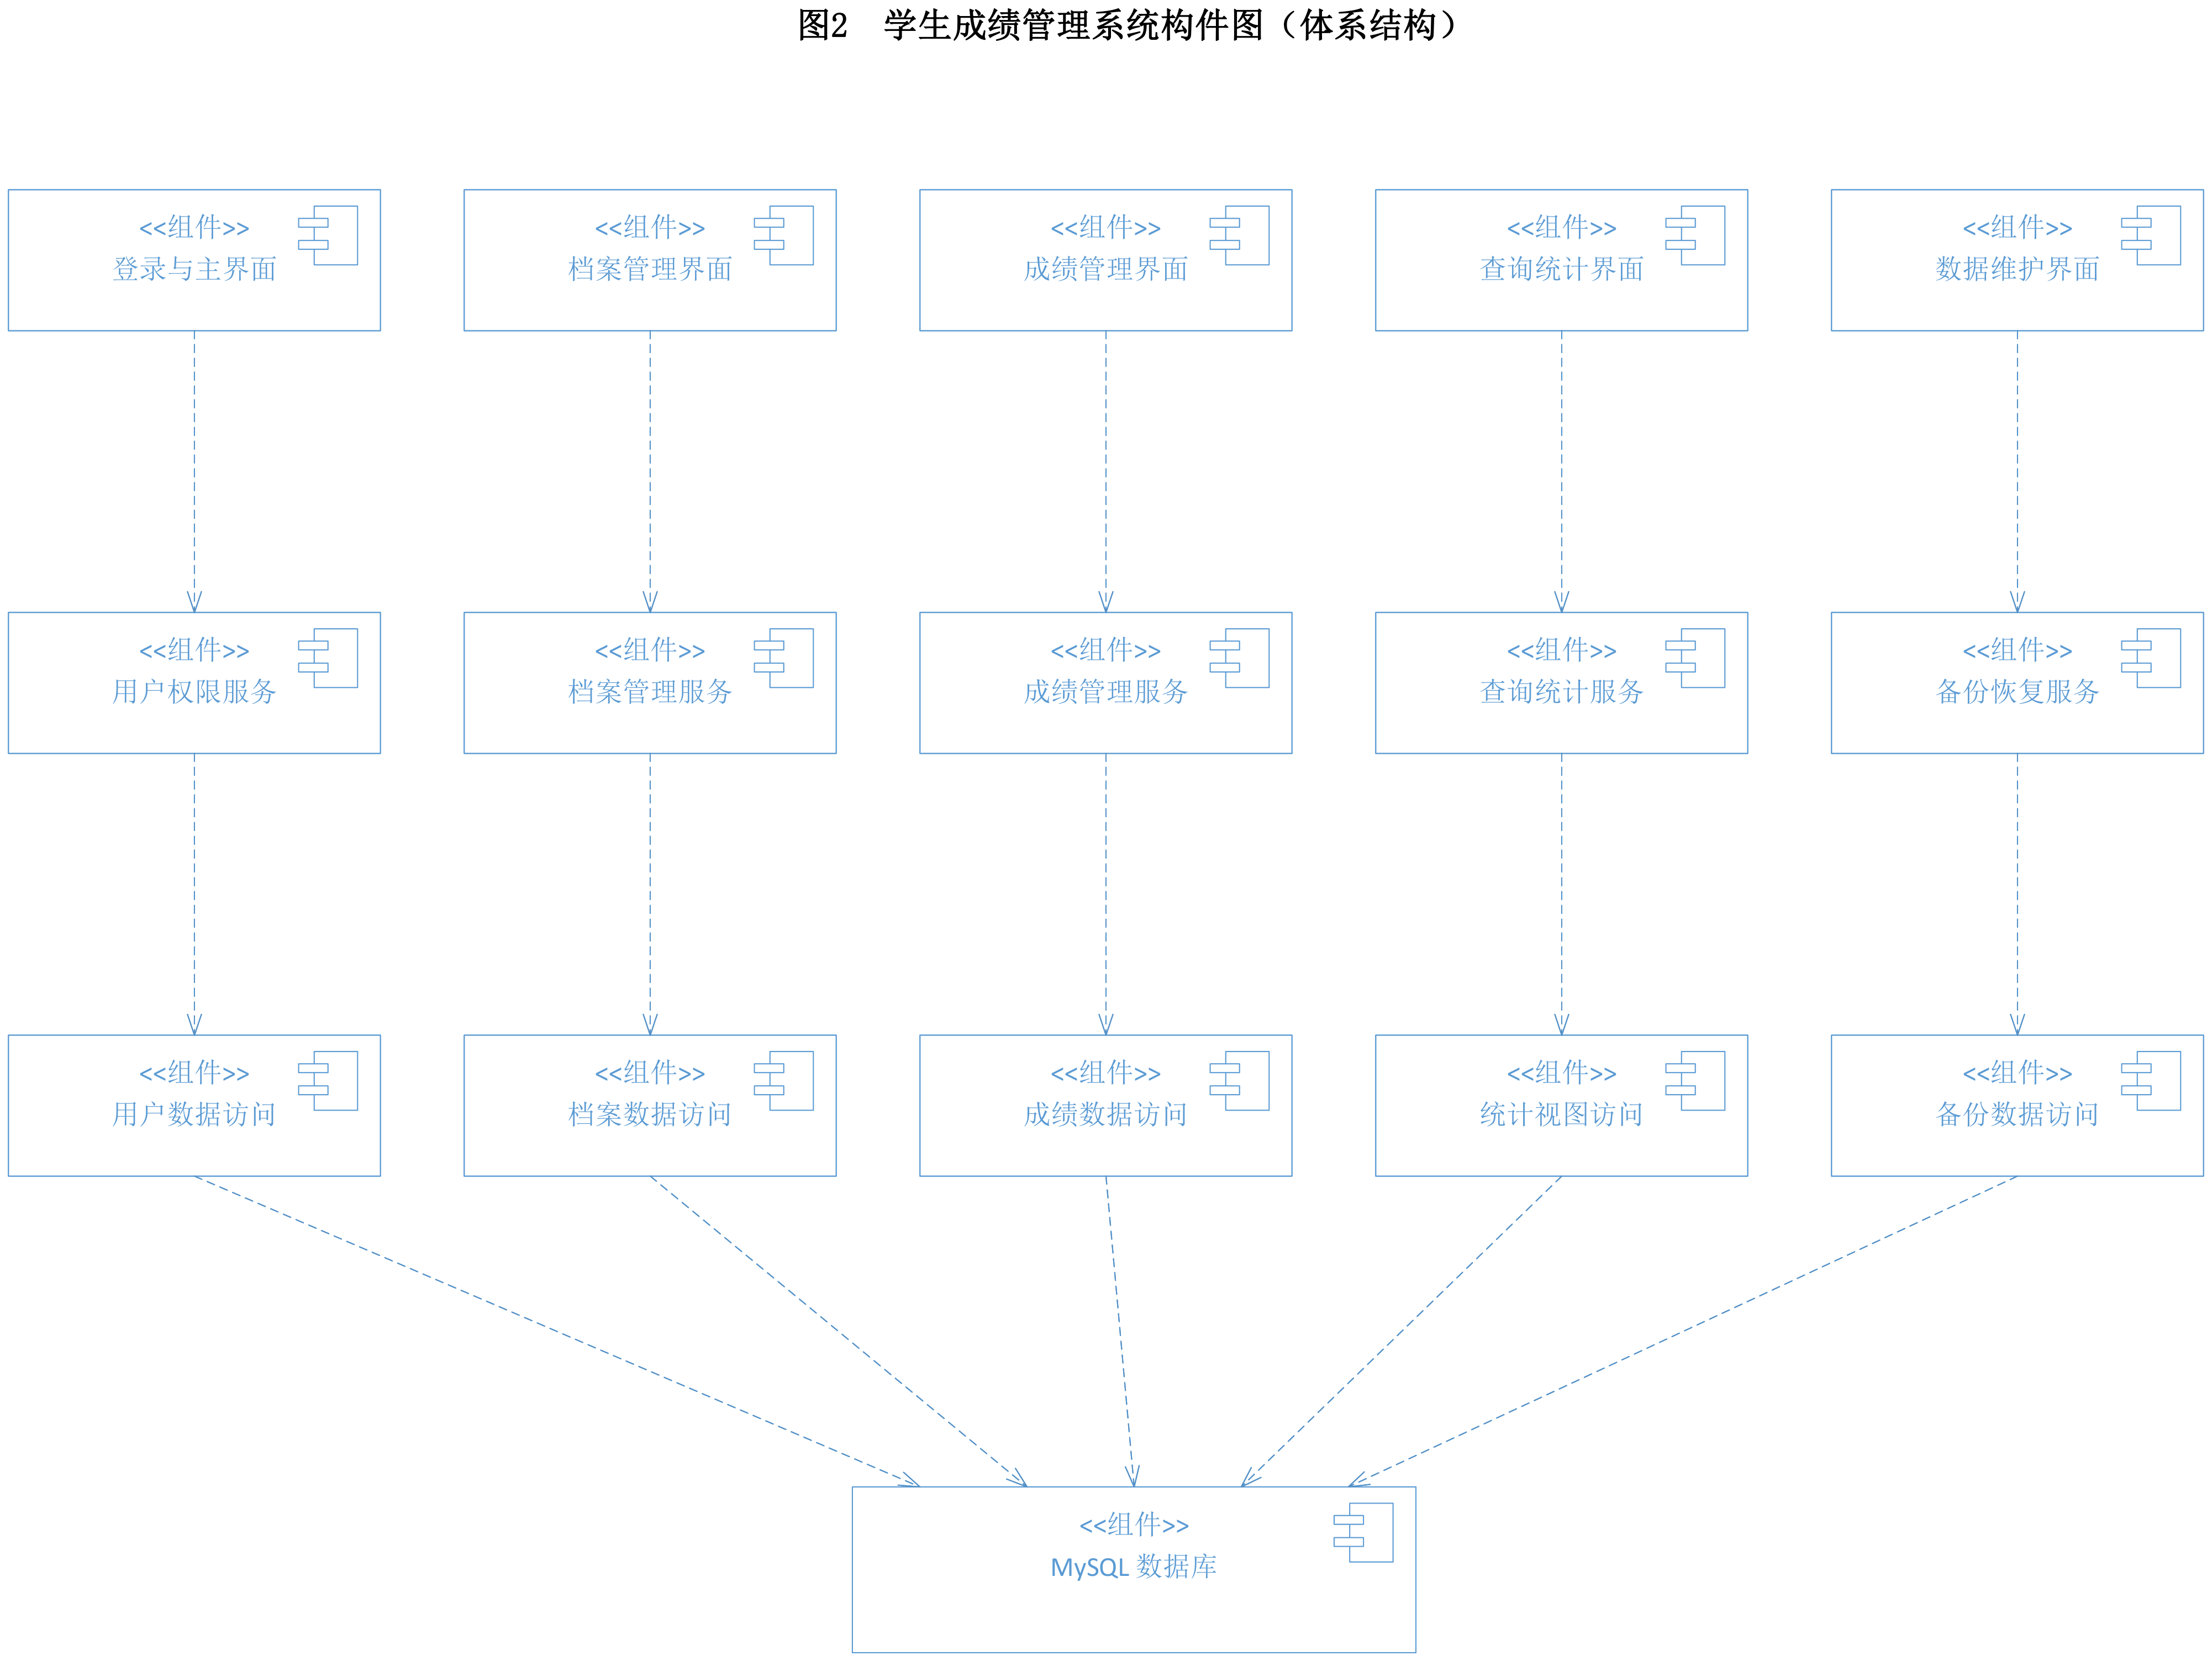 图2 学生成绩管理系统构件图（体系结构）
<<组件>>
登录与主界面
<<组件>>
档案管理界面
<<组件>>
成绩管理界面
<<组件>>
查询统计界面
<<组件>>
数据维护界面
<<组件>>
用户权限服务
<<组件>>
档案管理服务
<<组件>>
成绩管理服务
<<组件>>
查询统计服务
<<组件>>
备份恢复服务
<<组件>>
用户数据访问
<<组件>>
档案数据访问
<<组件>>
成绩数据访问
<<组件>>
统计视图访问
<<组件>>
备份数据访问
<<组件>>
MySQL 数据库